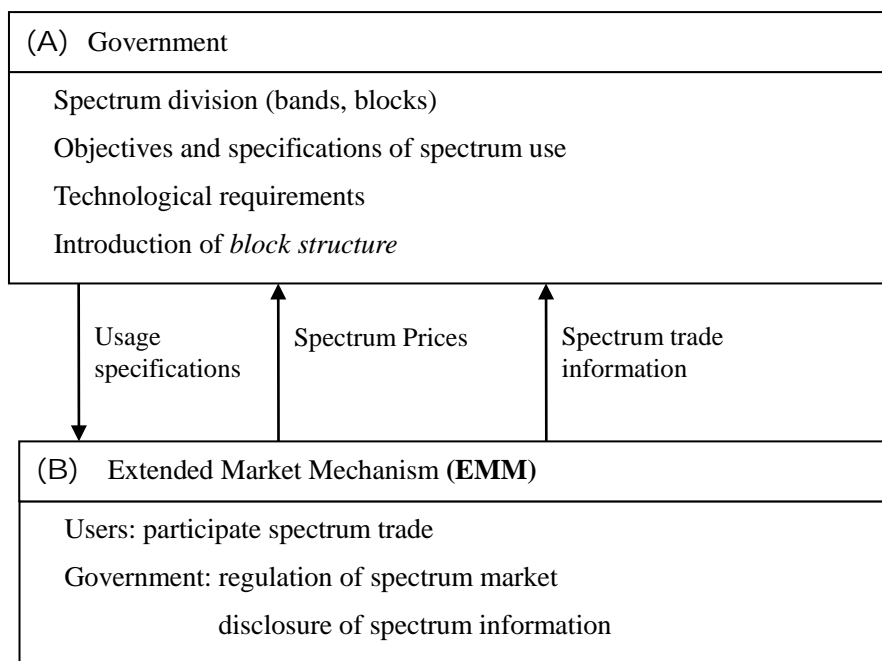 (A) Government
Spectrum division (bands, blocks)
Objectives and specifications of spectrum use
Technological requirements
Introduction of block structure
Usage
specifications
Spectrum Prices
Spectrum trade
information
(B) Extended Market Mechanism (EMM)
Users: participate spectrum trade
Government: regulation of spectrum market
disclosure of spectrum information